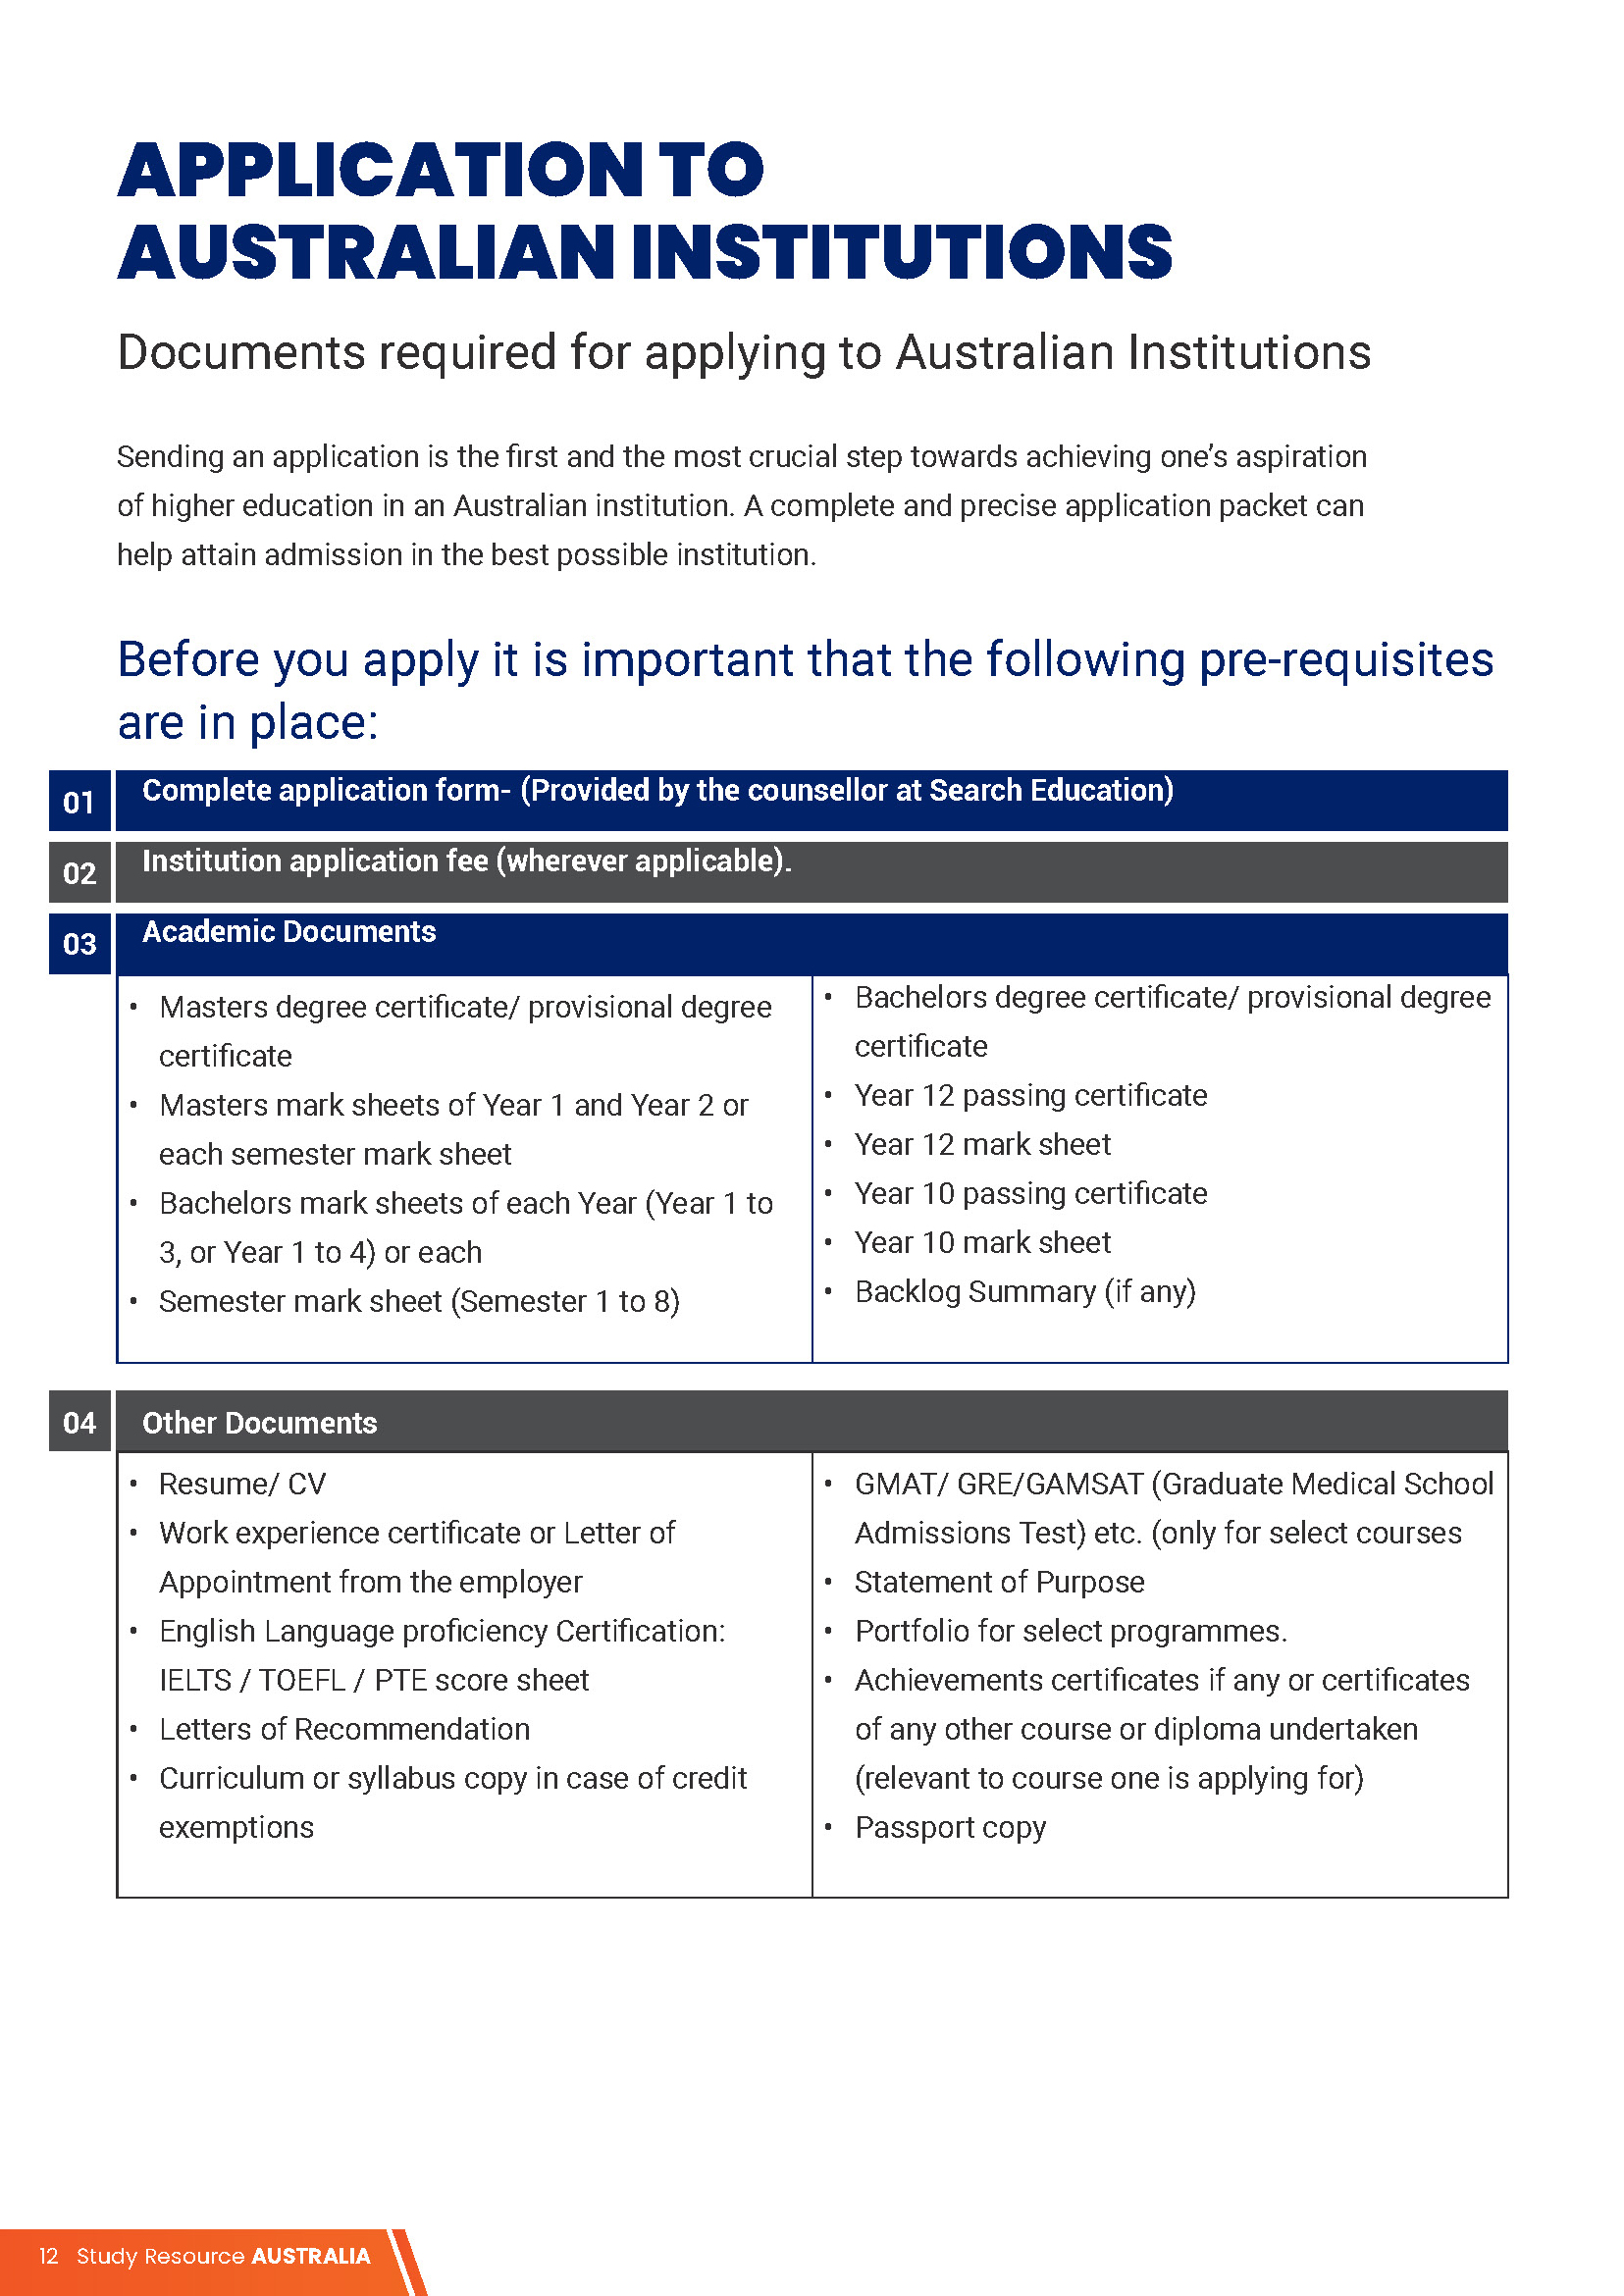 APPLICATION TO
AUSTRALIAN INSTITUTIONS
Documents required for applying to Australian Institutions
Sending an application is the first and the most crucial step towards achieving one’s aspiration
of higher education in an Australian institution. A complete and precise application packet can
help attain admission in the best possible institution.
Before you apply it is important that the following pre-requisites
are in place:
01 Complete application form- (Provided by the counsellor at Search Education)
02 Institution application fee (wherever applicable).
03 Academic Documents
• Masters degree certificate/ provisional degree
certificate
• Masters mark sheets of Year 1 and Year 2 or
each semester mark sheet
• Bachelors mark sheets of each Year (Year 1 to
3, or Year 1 to 4) or each
• Semester mark sheet (Semester 1 to 8)
• Bachelors degree certificate/ provisional degree
certificate
• Year 12 passing certificate
• Year 12 mark sheet
• Year 10 passing certificate
• Year 10 mark sheet
• Backlog Summary (if any)
04 Other Documents
• Resume/ CV
• Work experience certificate or Letter of
Appointment from the employer
• English Language proficiency Certification:
IELTS / TOEFL / PTE score sheet
• Letters of Recommendation
• Curriculum or syllabus copy in case of credit
exemptions
• GMAT/ GRE/GAMSAT (Graduate Medical School
Admissions Test) etc. (only for select courses
• Statement of Purpose
• Portfolio for select programmes.
• Achievements certificates if any or certificates
of any other course or diploma undertaken
(relevant to course one is applying for)
• Passport copy
12 Study Resource AUSTRALIA